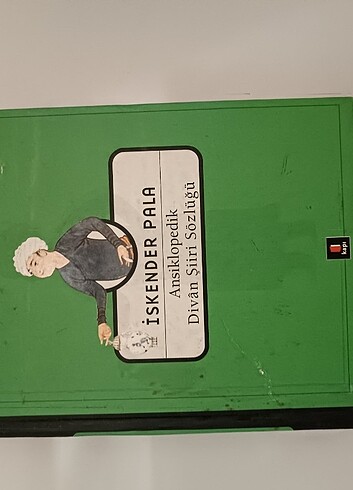 İSKENDER PALA
Ansiklopedik
Divân Şiiri Sözlüğü
kapı